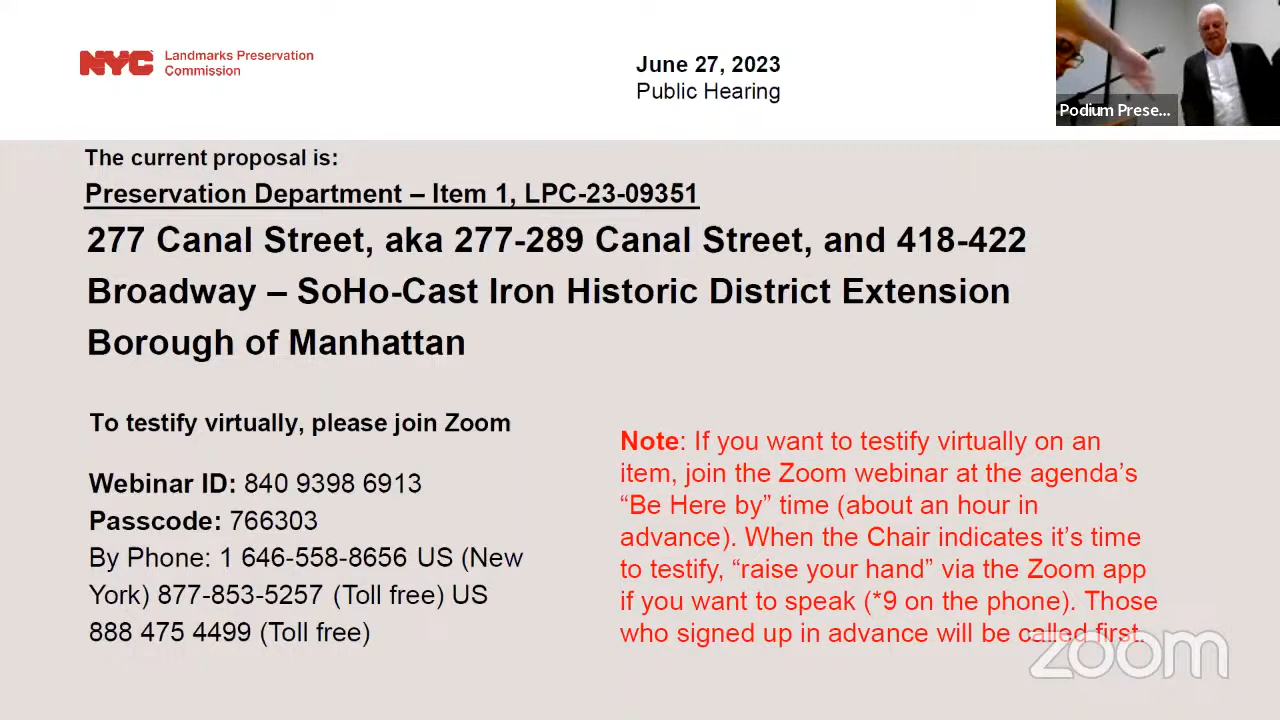 NYC Landmarks Preservation
Commission
June 27, 2023
Public Hearing
Podium Prese...
The current proposal is:
Preservation Department – Item 1, LPC-23-09351
277 Canal Street, aka 277-289 Canal Street, and 418-422
Broadway – SoHo-Cast Iron Historic District Extension
Borough of Manhattan
To testify virtually, please join Zoom
Webinar ID: 840 9398 6913
Passcode: 766303
By Phone: 1 646-558-8656 US (New
York) 877-853-5257 (Toll free) US
888 475 4499 (Toll free)
Note: If you want to testify virtually on an
item, join the Zoom webinar at the agenda’s
“Be Here by” time (about an hour in
advance). When the Chair indicates it’s time
to testify, “raise your hand” via the Zoom app
if you want to speak (*9 on the phone). Those
who signed up in advance will be called first.
zoom